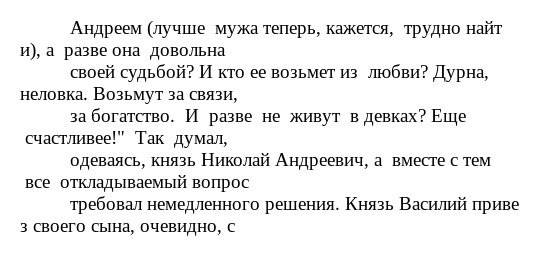 Андреем (лучше мужа теперь, кажется, трудно найт
и), а разве она довольна
своей судьбой? И кто ее возьмет из любви? Дурна,
неловка. Возьмут за связи,
за богатство. И разве не живут в девках? Еще
счастливее!" Так думал,
одеваясь, князь Николай Андреевич, а вместе с тем
все откладываемый вопрос
требовал немедленного решения. Князь Василий приве
з своего сына, очевидно, с